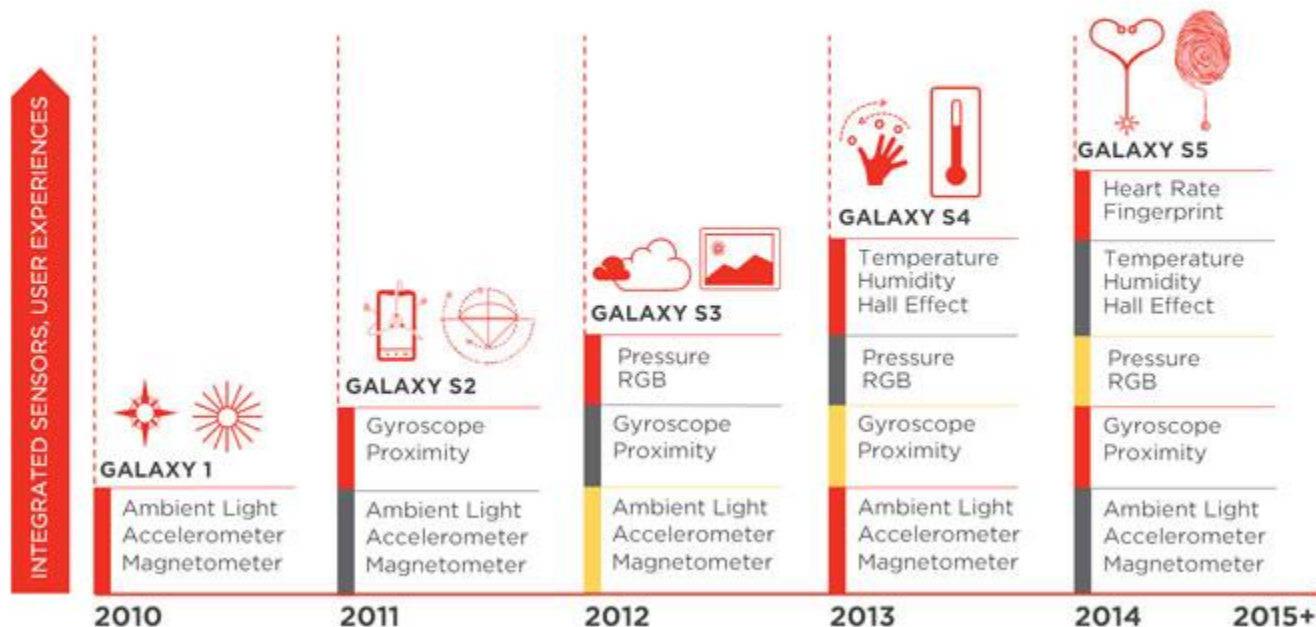 INTEGRATED SENSORS, USER EXPERIENCES
GALAXY 1
Ambient Light
Accelerometer
Magnetometer
2010
GALAXY S2
Gyroscope
Proximity
Ambient Light
Accelerometer
Magnetometer
2011
GALAXY S3
Pressure
RGB
Gyroscope
Proximity
Ambient Light
Accelerometer
Magnetometer
2012
GALAXY S4
Temperature
Humidity
Hall Effect
Pressure
RGB
Gyroscope
Proximity
Ambient Light
Accelerometer
Magnetometer
2013
GALAXY S5
Heart Rate
Fingerprint
Temperature
Humidity
Hall Effect
Pressure
RGB
Gyroscope
Proximity
Ambient Light
Accelerometer
Magnetometer
2014
2015+